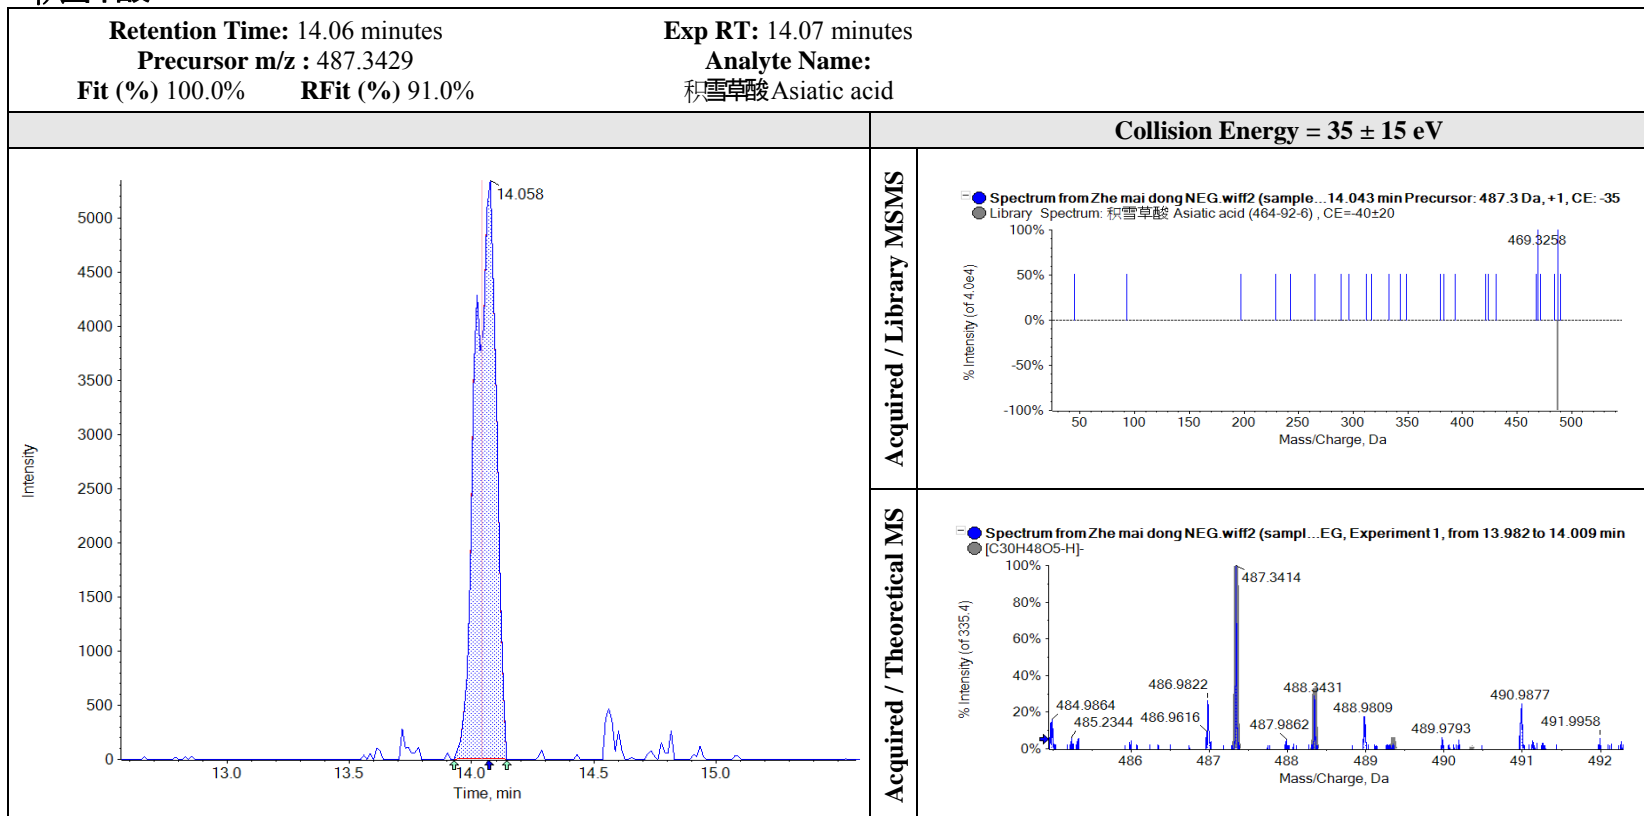 Retention Time: 14.06 minutes
Exp RT: 14.07 minutes
Precursor m/z : 487.3429
Analyte Name:
Fit (%) 100.0% RFit (%) 91.0%
积雪草酸Asiatic acid
Collision Energy = 35 ± 15 eV
14.058
5000
4500
4000
3500
3000
2500
2000
1500
1000
500
0
Intensity
13.0 13.5 14.0 14.5 15.0
Time, min
Acquired / Library MSMS
Spectrum from Zhe mai dong NEG.wiff2 (sample...14.043 min Precursor: 487.3 Da, +1, CE: -35
Library Spectrum: 积雪草酸 Asiatic acid (464-92-6) , CE=-40±20
469.3258
100%
50%
0%
-50%
-100%
% Intensity (of 4.0e4)
50 100 150 200 250 300 350 400 450 500
Mass/Charge, Da
Acquired / Theoretical MS
Spectrum from Zhe mai dong NEG.wiff2 (sampl...EG, Experiment 1, from 13.982 to 14.009 min
[C30H48O5-H]-
100%
80%
60%
40%
20%
0%
% Intensity (of 335.4)
487.3414
488.3431
486.9822
484.9864
485.2344
486.9616
487.9862
488.9809
489.9793
490.9877
491.9958
486 487 488 489 490 491 492
Mass/Charge, Da